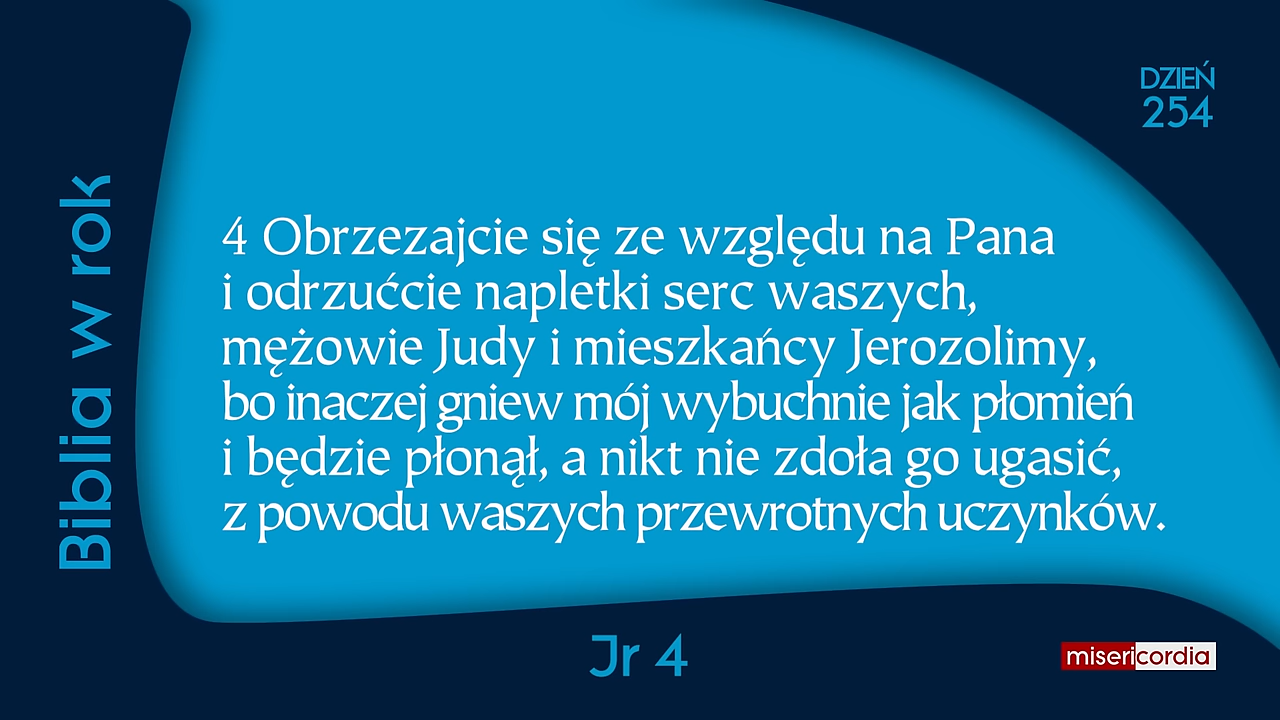 DZIEŃ
254
Biblia w rok
4 Obrzezajcie się ze względu na Pana
i odrzućcie napletki serc waszych,
mężowie Judy i mieszkańcy Jerozolimy,
bo inaczej gniew mój wybuchnie jak płomień
i będzie płonął, a nikt nie zdoła go ugasić,
z powodu waszych przewrotnych uczynków.
Jr 4
misericordia